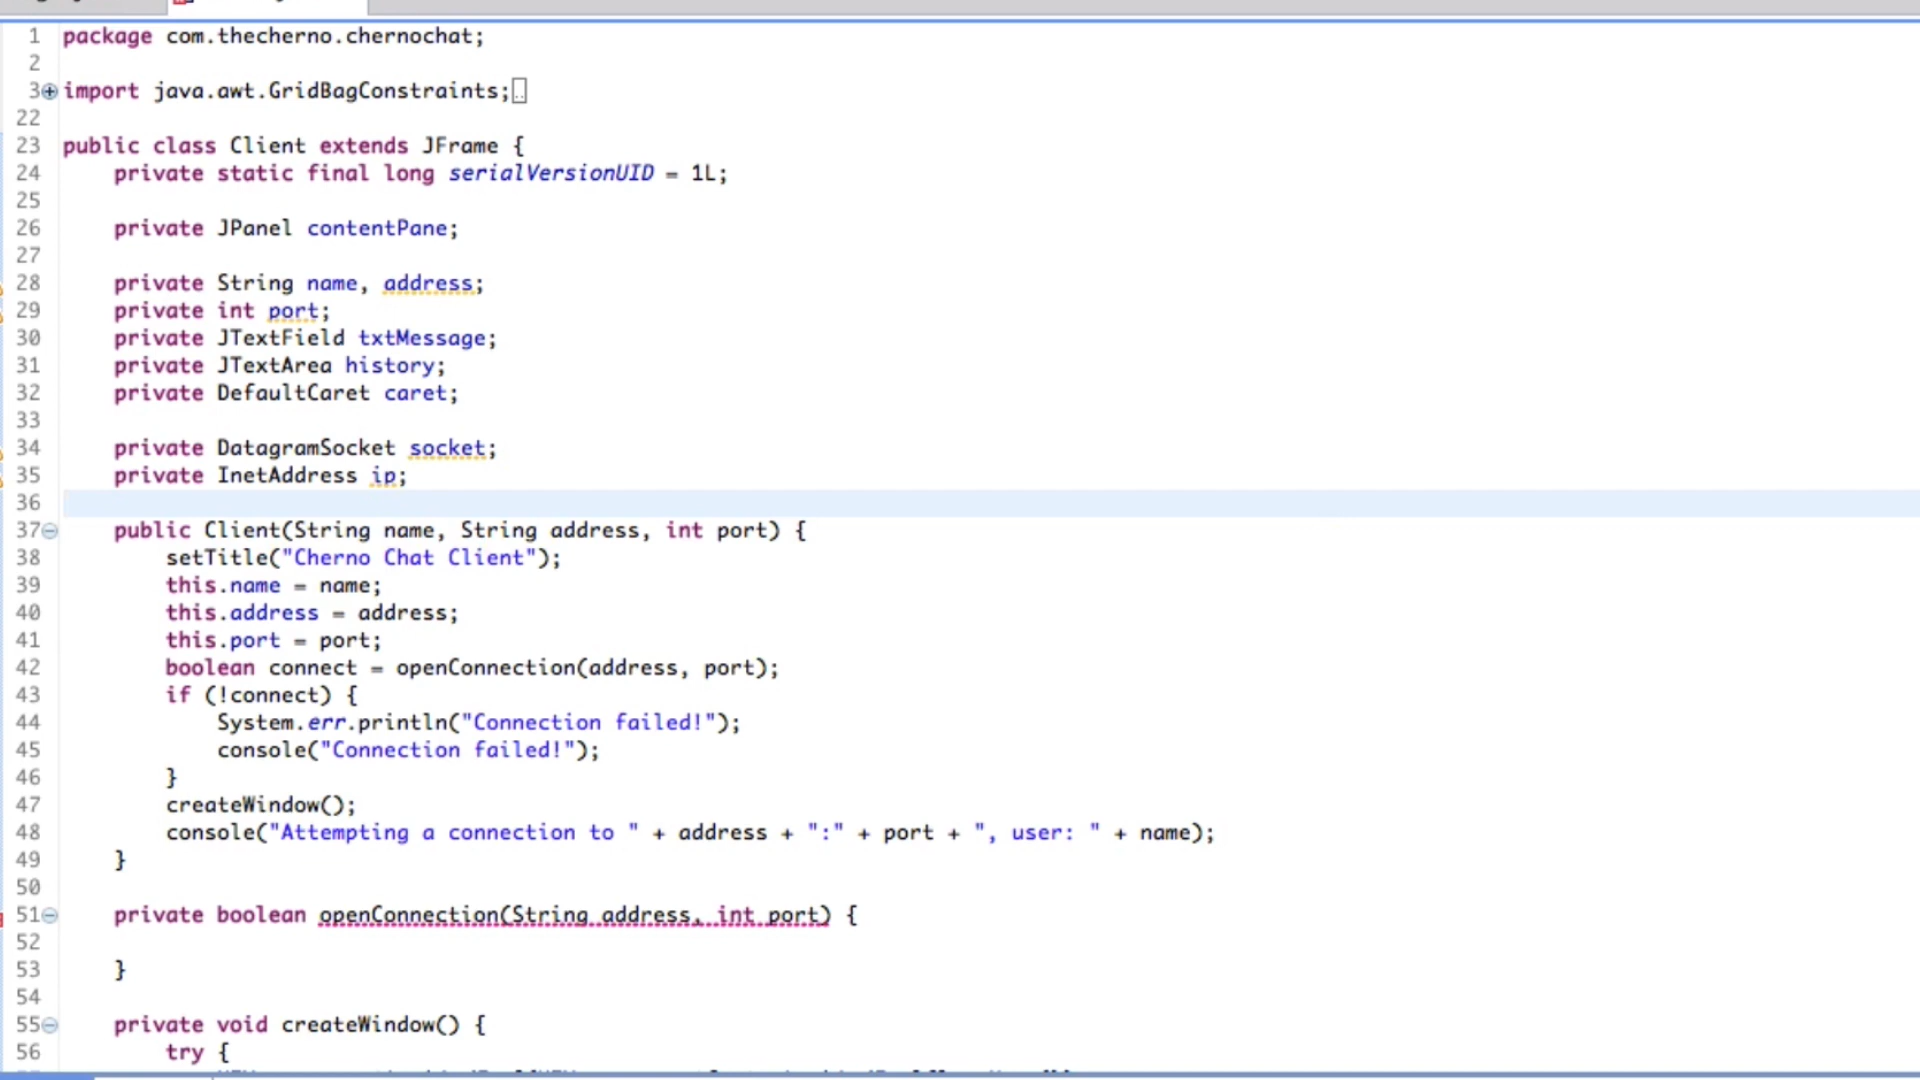 1 package com.thecherno.chernochat;
2
3 import java.awt.GridBagConstraints;
22
23 public class Client extends JFrame {
24 private static final long serialVersionUID = 1L;
25
26 private JPanel contentPane;
27
28 private String name, address;
29 private int port;
30 private JTextField txtMessage;
31 private JTextArea history;
32 private DefaultCaret caret;
33
34 private DatagramSocket socket;
35 private InetAddress ip;
36
37 public Client(String name, String address, int port) {
38 setTitle("Cherno Chat Client");
39 this.name = name;
40 this.address = address;
41 this.port = port;
42 boolean connect = openConnection(address, port);
43 if (!connect) {
44 System.err.println("Connection failed!");
45 console("Connection failed!");
46 }
47 createWindow();
48 console("Attempting a connection to " + address + ":" + port + ", user: " + name);
49 }
50
51 private boolean openConnection(String address, int port) {
52
53 }
54
55 private void createWindow() {
56 try {